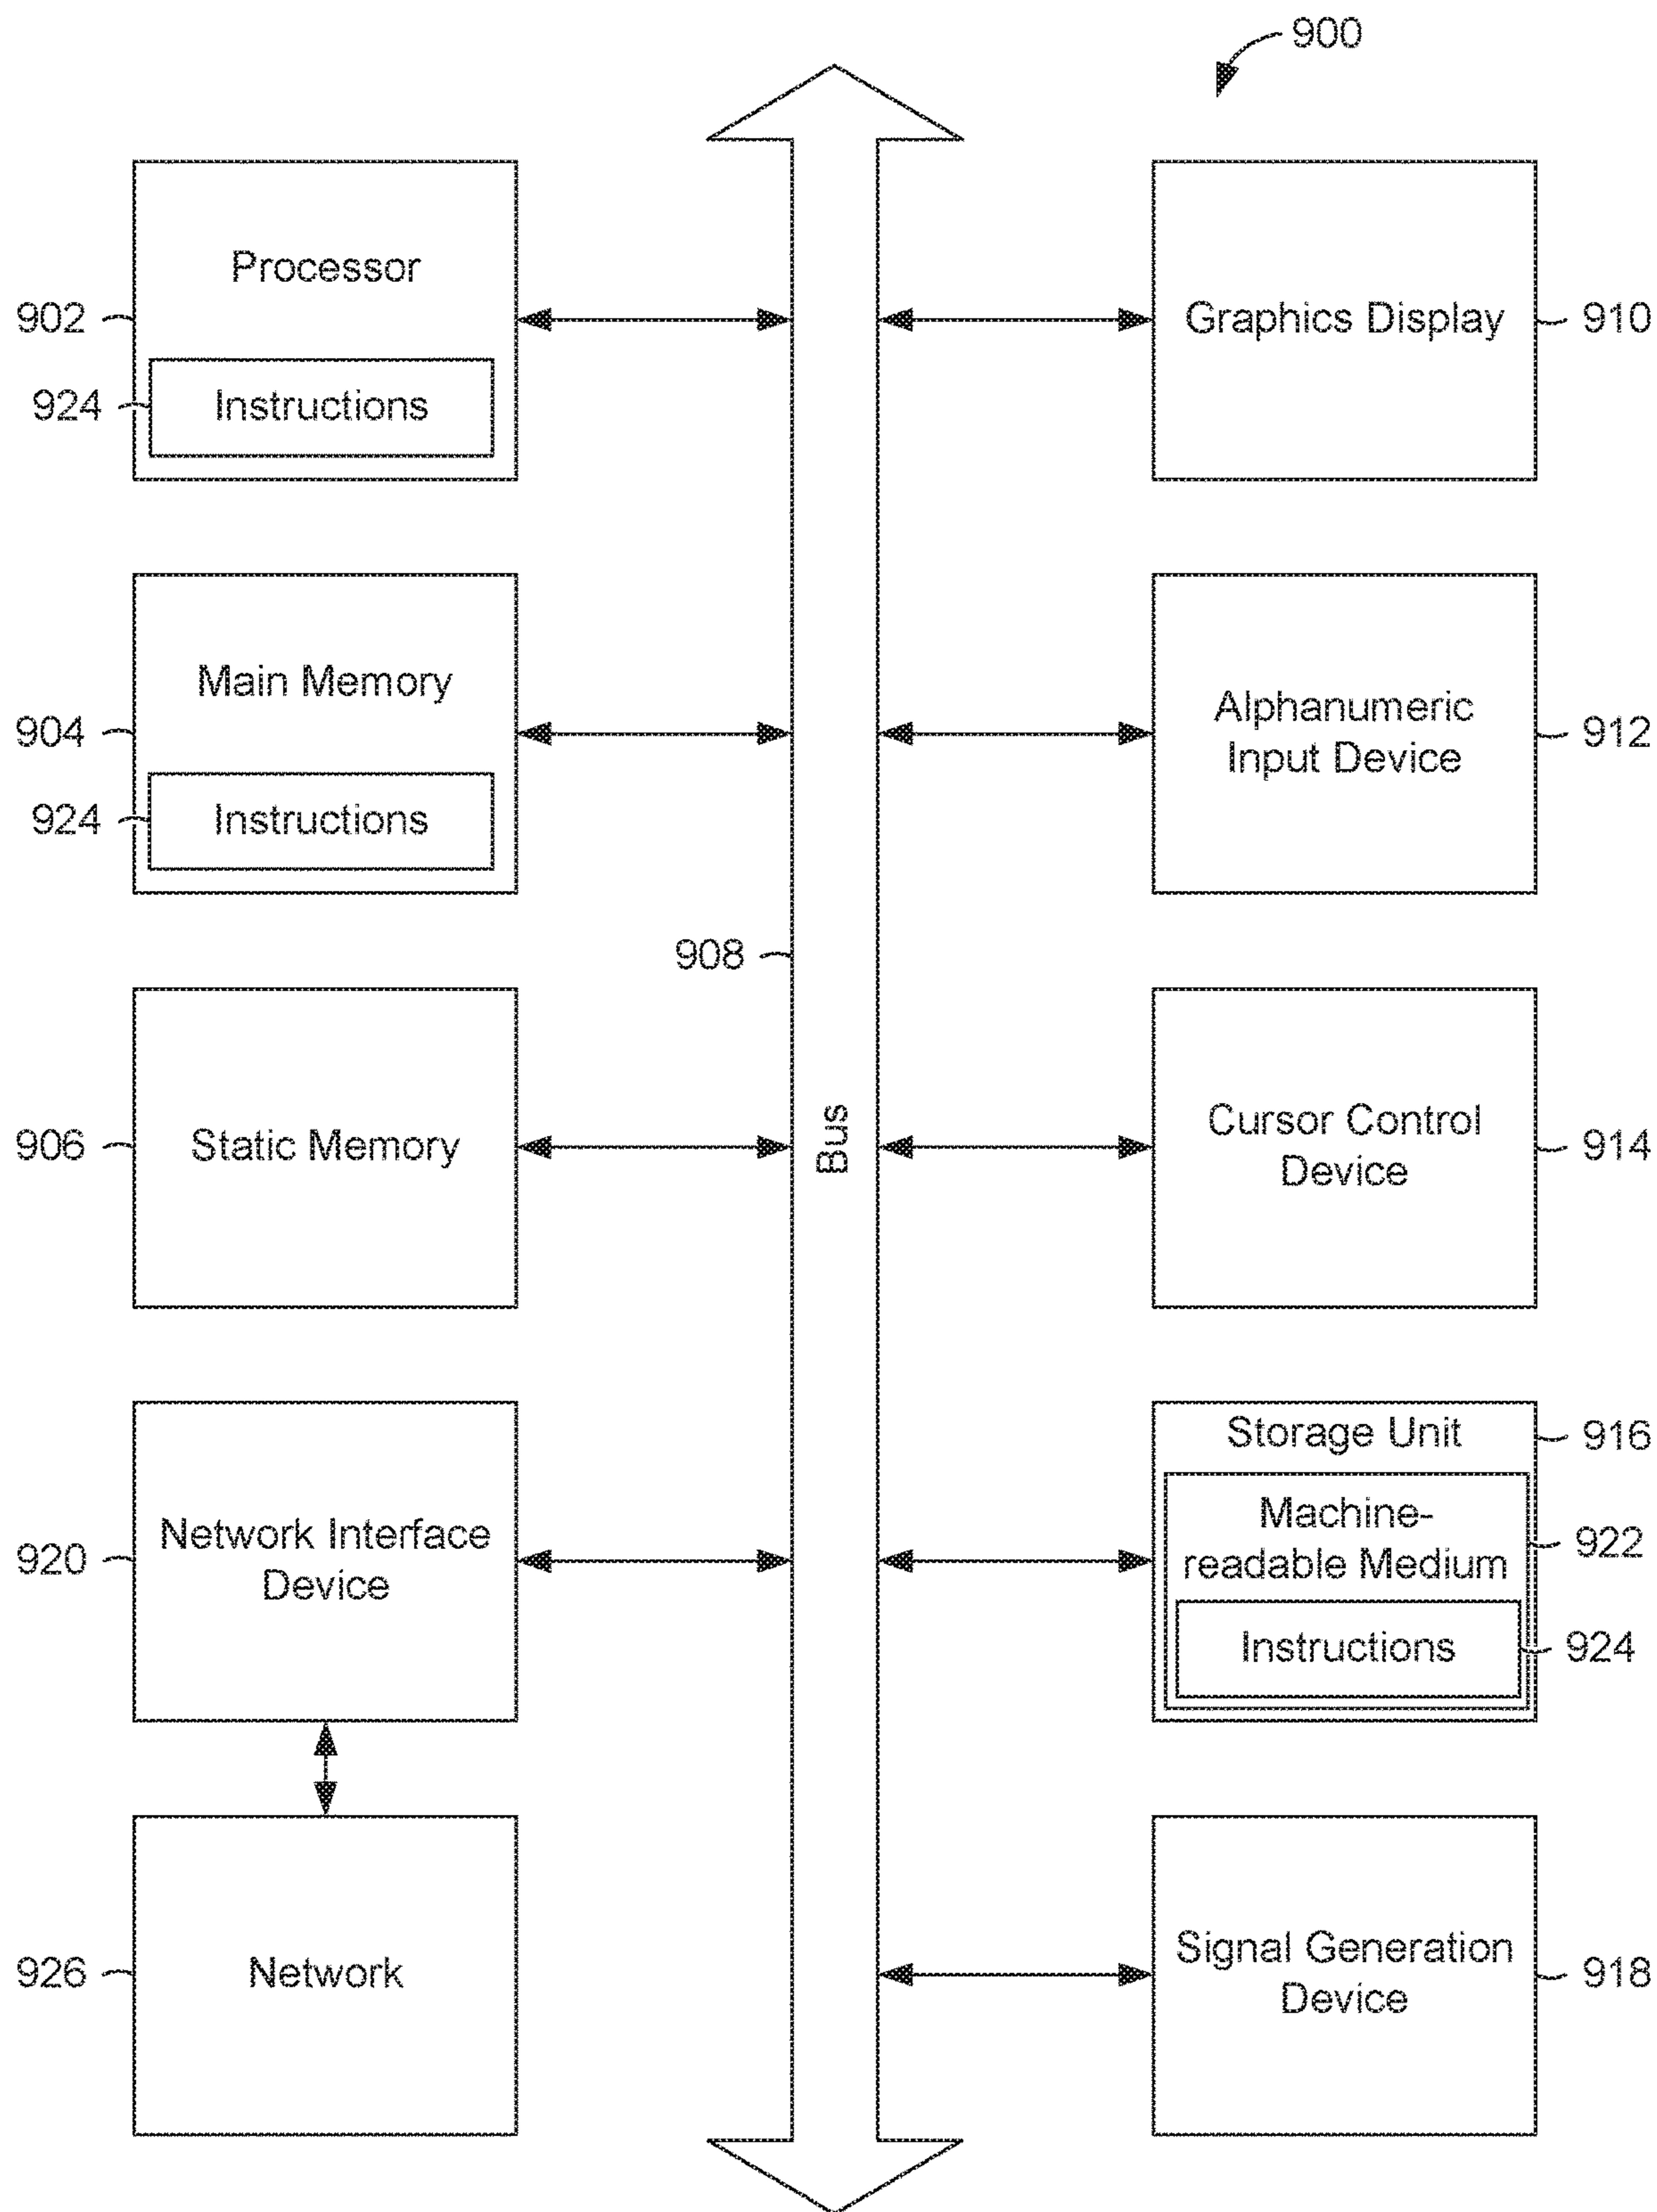 900
Processor
902
924
Instructions
Graphics Display
910
Main Memory
904
924
Instructions
Alphanumeric
Input Device
912
908
Bus
906
Static Memory
Cursor Control
Device
914
920
Network Interface
Device
Storage Unit
916
Machine-
readable Medium
922
Instructions
924
926
Network
Signal Generation
Device
918